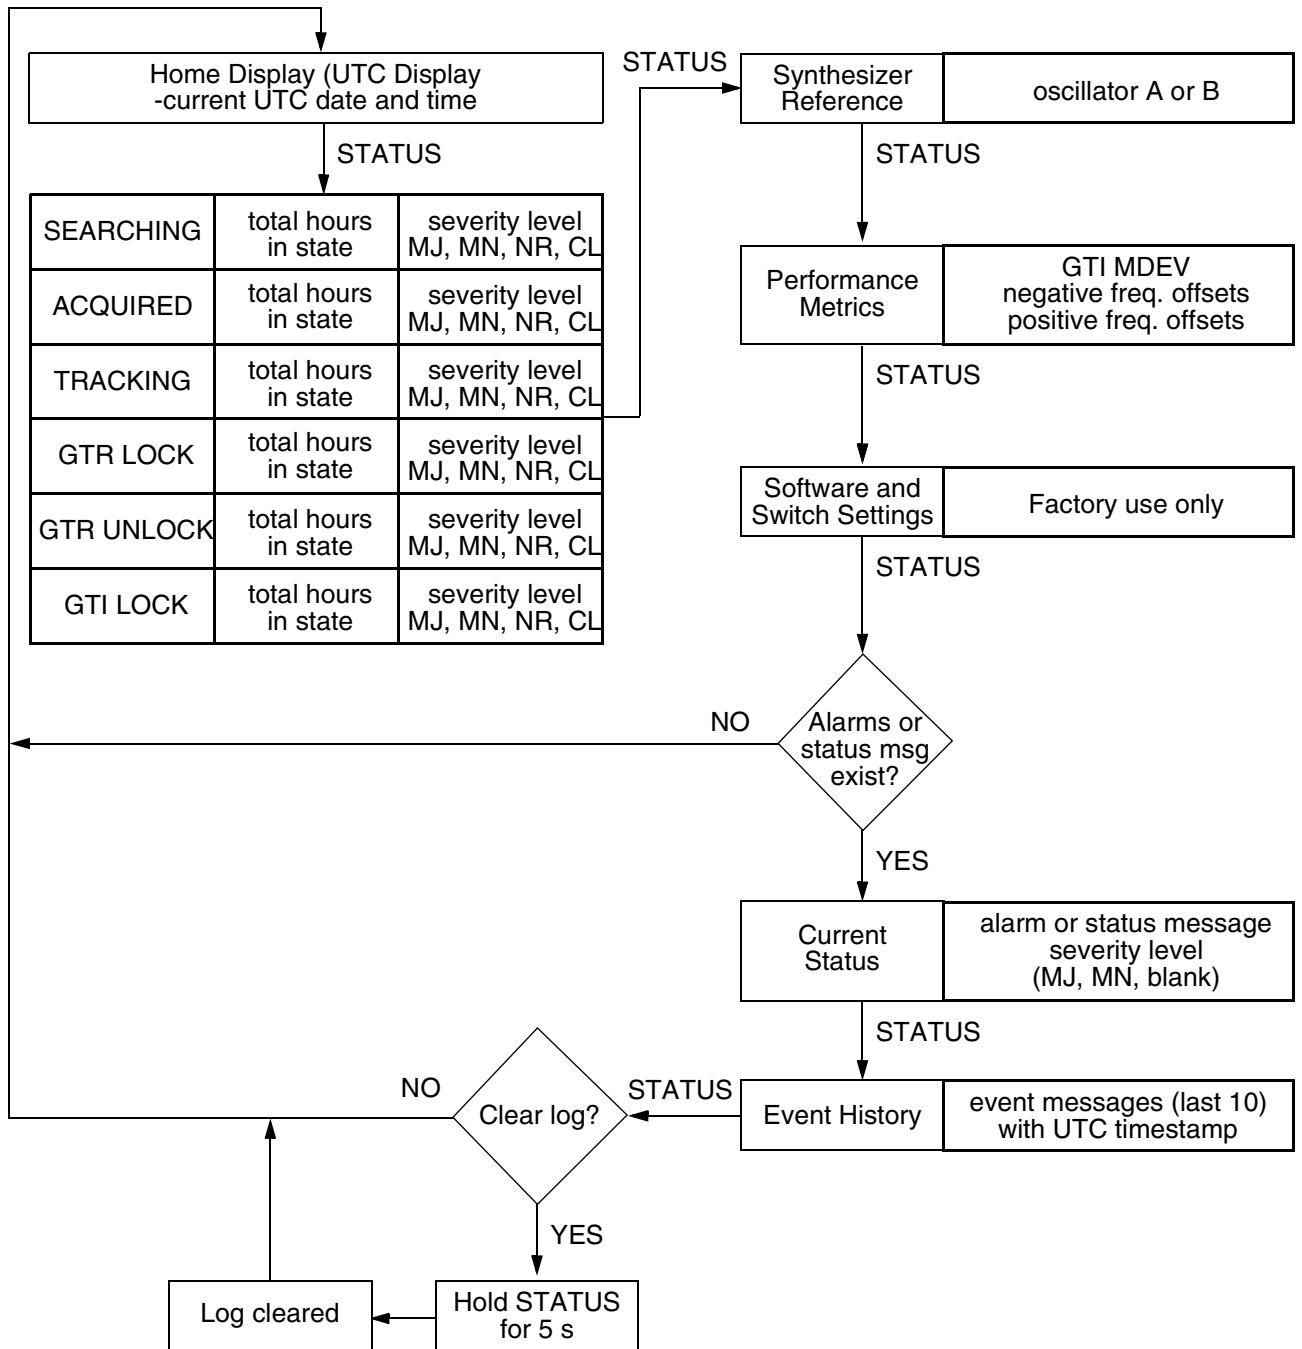 Home Display (UTC Display
-current UTC date and time
STATUS
SEARCHING
total hours
in state
severity level
MJ, MN, NR, CL
ACQUIRED
total hours
in state
severity level
MJ, MN, NR, CL
TRACKING
total hours
in state
severity level
MJ, MN, NR, CL
GTR LOCK
total hours
in state
severity level
MJ, MN, NR, CL
GTR UNLOCK
total hours
in state
severity level
MJ, MN, NR, CL
GTI LOCK
total hours
in state
severity level
MJ, MN, NR, CL
STATUS
Synthesizer
Reference
oscillator A or B
STATUS
Performance
Metrics
GTI MDEV
negative freq. offsets
positive freq. offsets
STATUS
Software and
Switch Settings
Factory use only
STATUS
Alarms or
status msg
exist?
NO
YES
Current
Status
alarm or status message
severity level
(MJ, MN, blank)
STATUS
Event History
event messages (last 10)
with UTC timestamp
STATUS
Clear log?
NO
YES
Hold STATUS
for 5 s
Log cleared